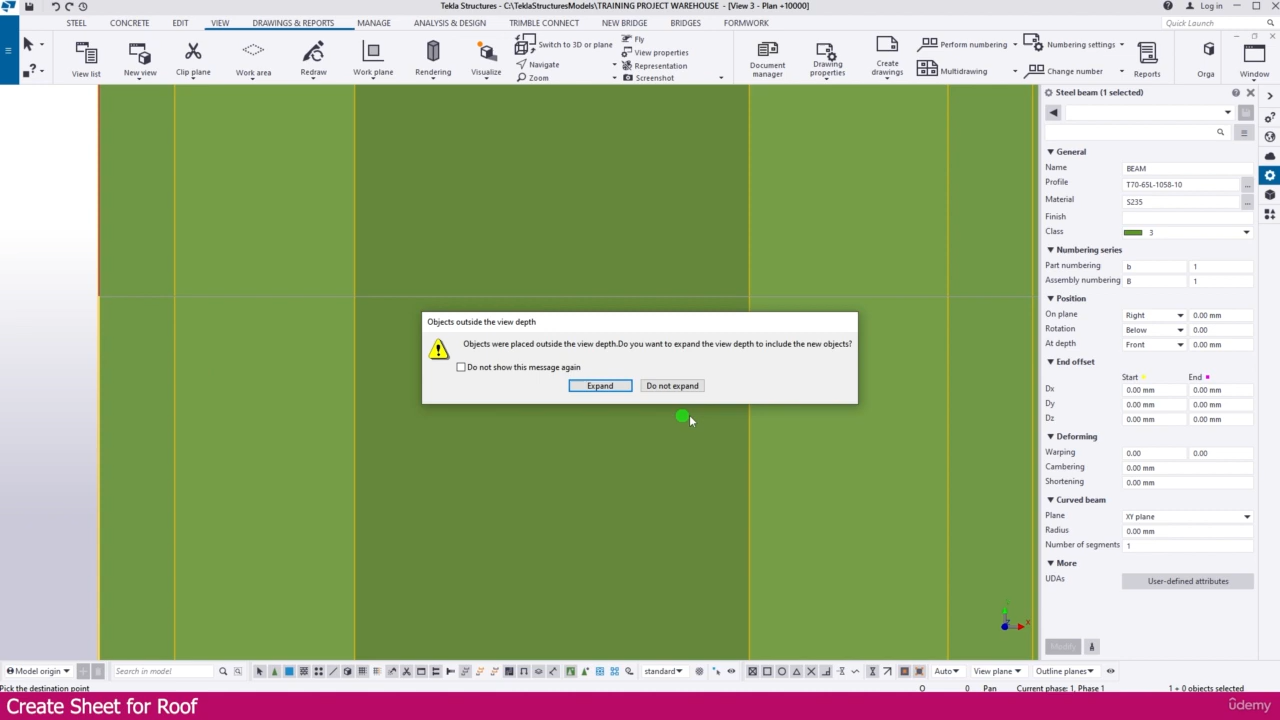 Tekla Structures - C:\TeklaStructuresModels\TRAINING PROJECT WAREHOUSE - [View 3 - Plan +10000]
Log in
STEEL CONCRETE EDIT VIEW DRAWINGS & REPORTS MANAGE ANALYSIS & DESIGN TRIMBLE CONNECT NEW BRIDGE BRIDGES FORMWORK
Quick Launch
View list
New view
Clip plane
Work area
Redraw
Work plane
Rendering
Visualize
Switch to 3D or plane
Navigate
Zoom
Fly
View properties
Representation
Screenshot
Document manager
Drawing properties
Create drawings
Perform numbering
Multidrawing
Numbering settings
Change number
Reports
Orga
Window
Steel beam (1 selected)
General
Name BEAM
Profile T70-65L-1058-10 ...
Material S235 ...
Finish
Class 3
Numbering series
Part numbering b 1
Assembly numbering B 1
Position
On plane Right 0.00 mm
Rotation Below 0.00
At depth Front 0.00 mm
End offset
Start End
Dx 0.00 mm 0.00 mm
Dy 0.00 mm 0.00 mm
Dz 0.00 mm 0.00 mm
Deforming
Warping 0.00 0.00
Cambering 0.00 mm
Shortening 0.00 mm
Curved beam
Plane XY plane
Radius 0.00 mm
Number of segments 1
More
UDAs User-defined attributes
Modify
Objects outside the view depth
Objects were placed outside the view depth.Do you want to expand the view depth to include the new objects?
Do not show this message again
Expand Do not expand
Model origin Search in model standard Auto View plane Outline planes
Pick the destination point O 0 Pan Current phase: 1, Phase 1 1 + 0 objects selected
Create Sheet for Roof
ûdemy